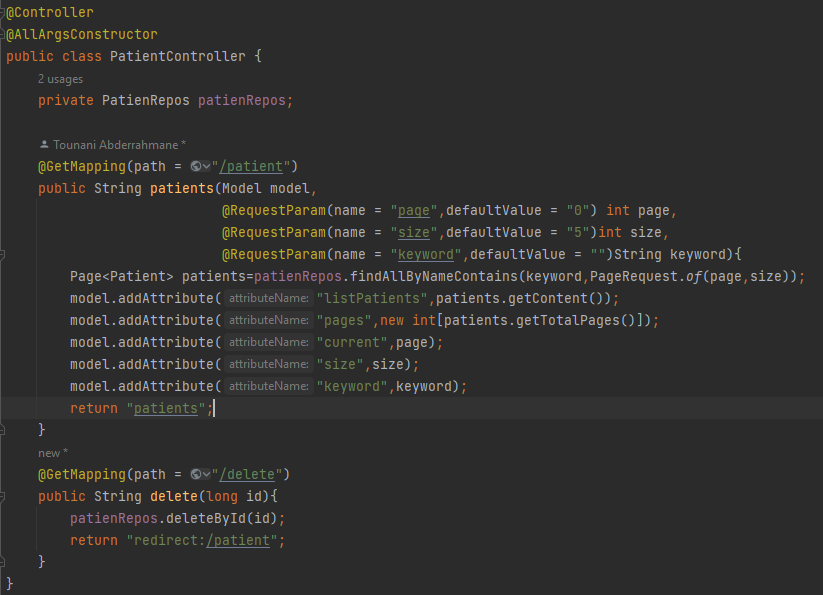 @Controller
@AllArgsConstructor
public class PatientController {
2 usages
private PatienRepos patienRepos;
Tounani Abderrahmane *
@GetMapping(path = "/patient")
public String patients(Model model,
@RequestParam(name = "page",defaultValue = "0") int page,
@RequestParam(name = "size",defaultValue = "5")int size,
@RequestParam(name = "keyword",defaultValue = "")String keyword){
Page<Patient> patients=patienRepos.findAllByNameContains(keyword,PageRequest.of(page,size));
model.addAttribute( attributeName: "listPatients",patients.getContent());
model.addAttribute( attributeName: "pages",new int[patients.getTotalPages()]);
model.addAttribute( attributeName: "current",page);
model.addAttribute( attributeName: "size",size);
model.addAttribute( attributeName: "keyword",keyword);
return "patients";
}
new *
@GetMapping(path = "/delete")
public String delete(long id){
patienRepos.deleteById(id);
return "redirect:/patient";
}
}